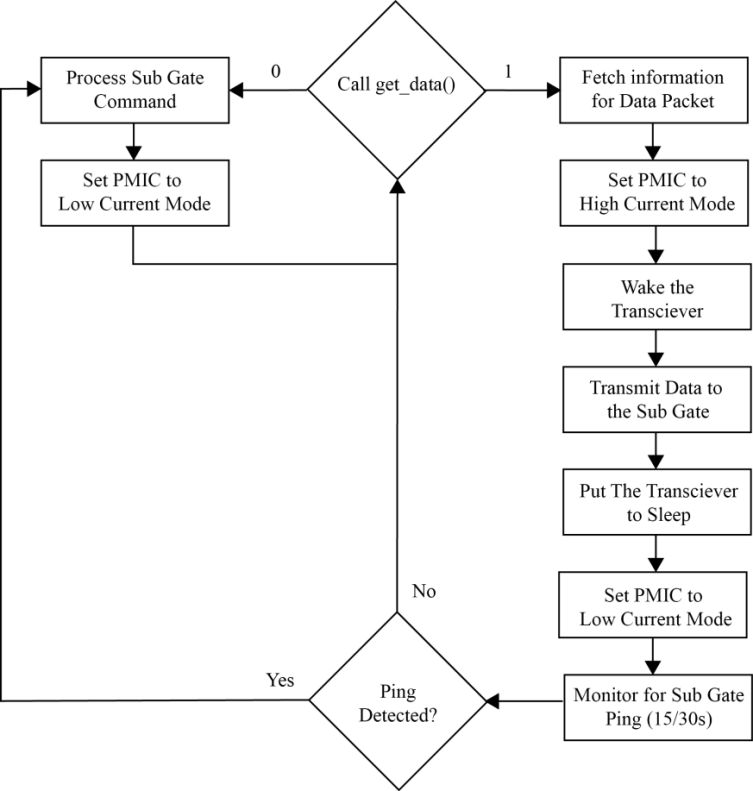 Call get_data()
0
1
Process Sub Gate
Command
Set PMIC to
Low Current Mode
Fetch information
for Data Packet
Set PMIC to
High Current Mode
Wake the
Transciever
Transmit Data to
the Sub Gate
Put The Transciever
to Sleep
Set PMIC to
Low Current Mode
Monitor for Sub Gate
Ping (15/30s)
Ping
Detected?
No
Yes